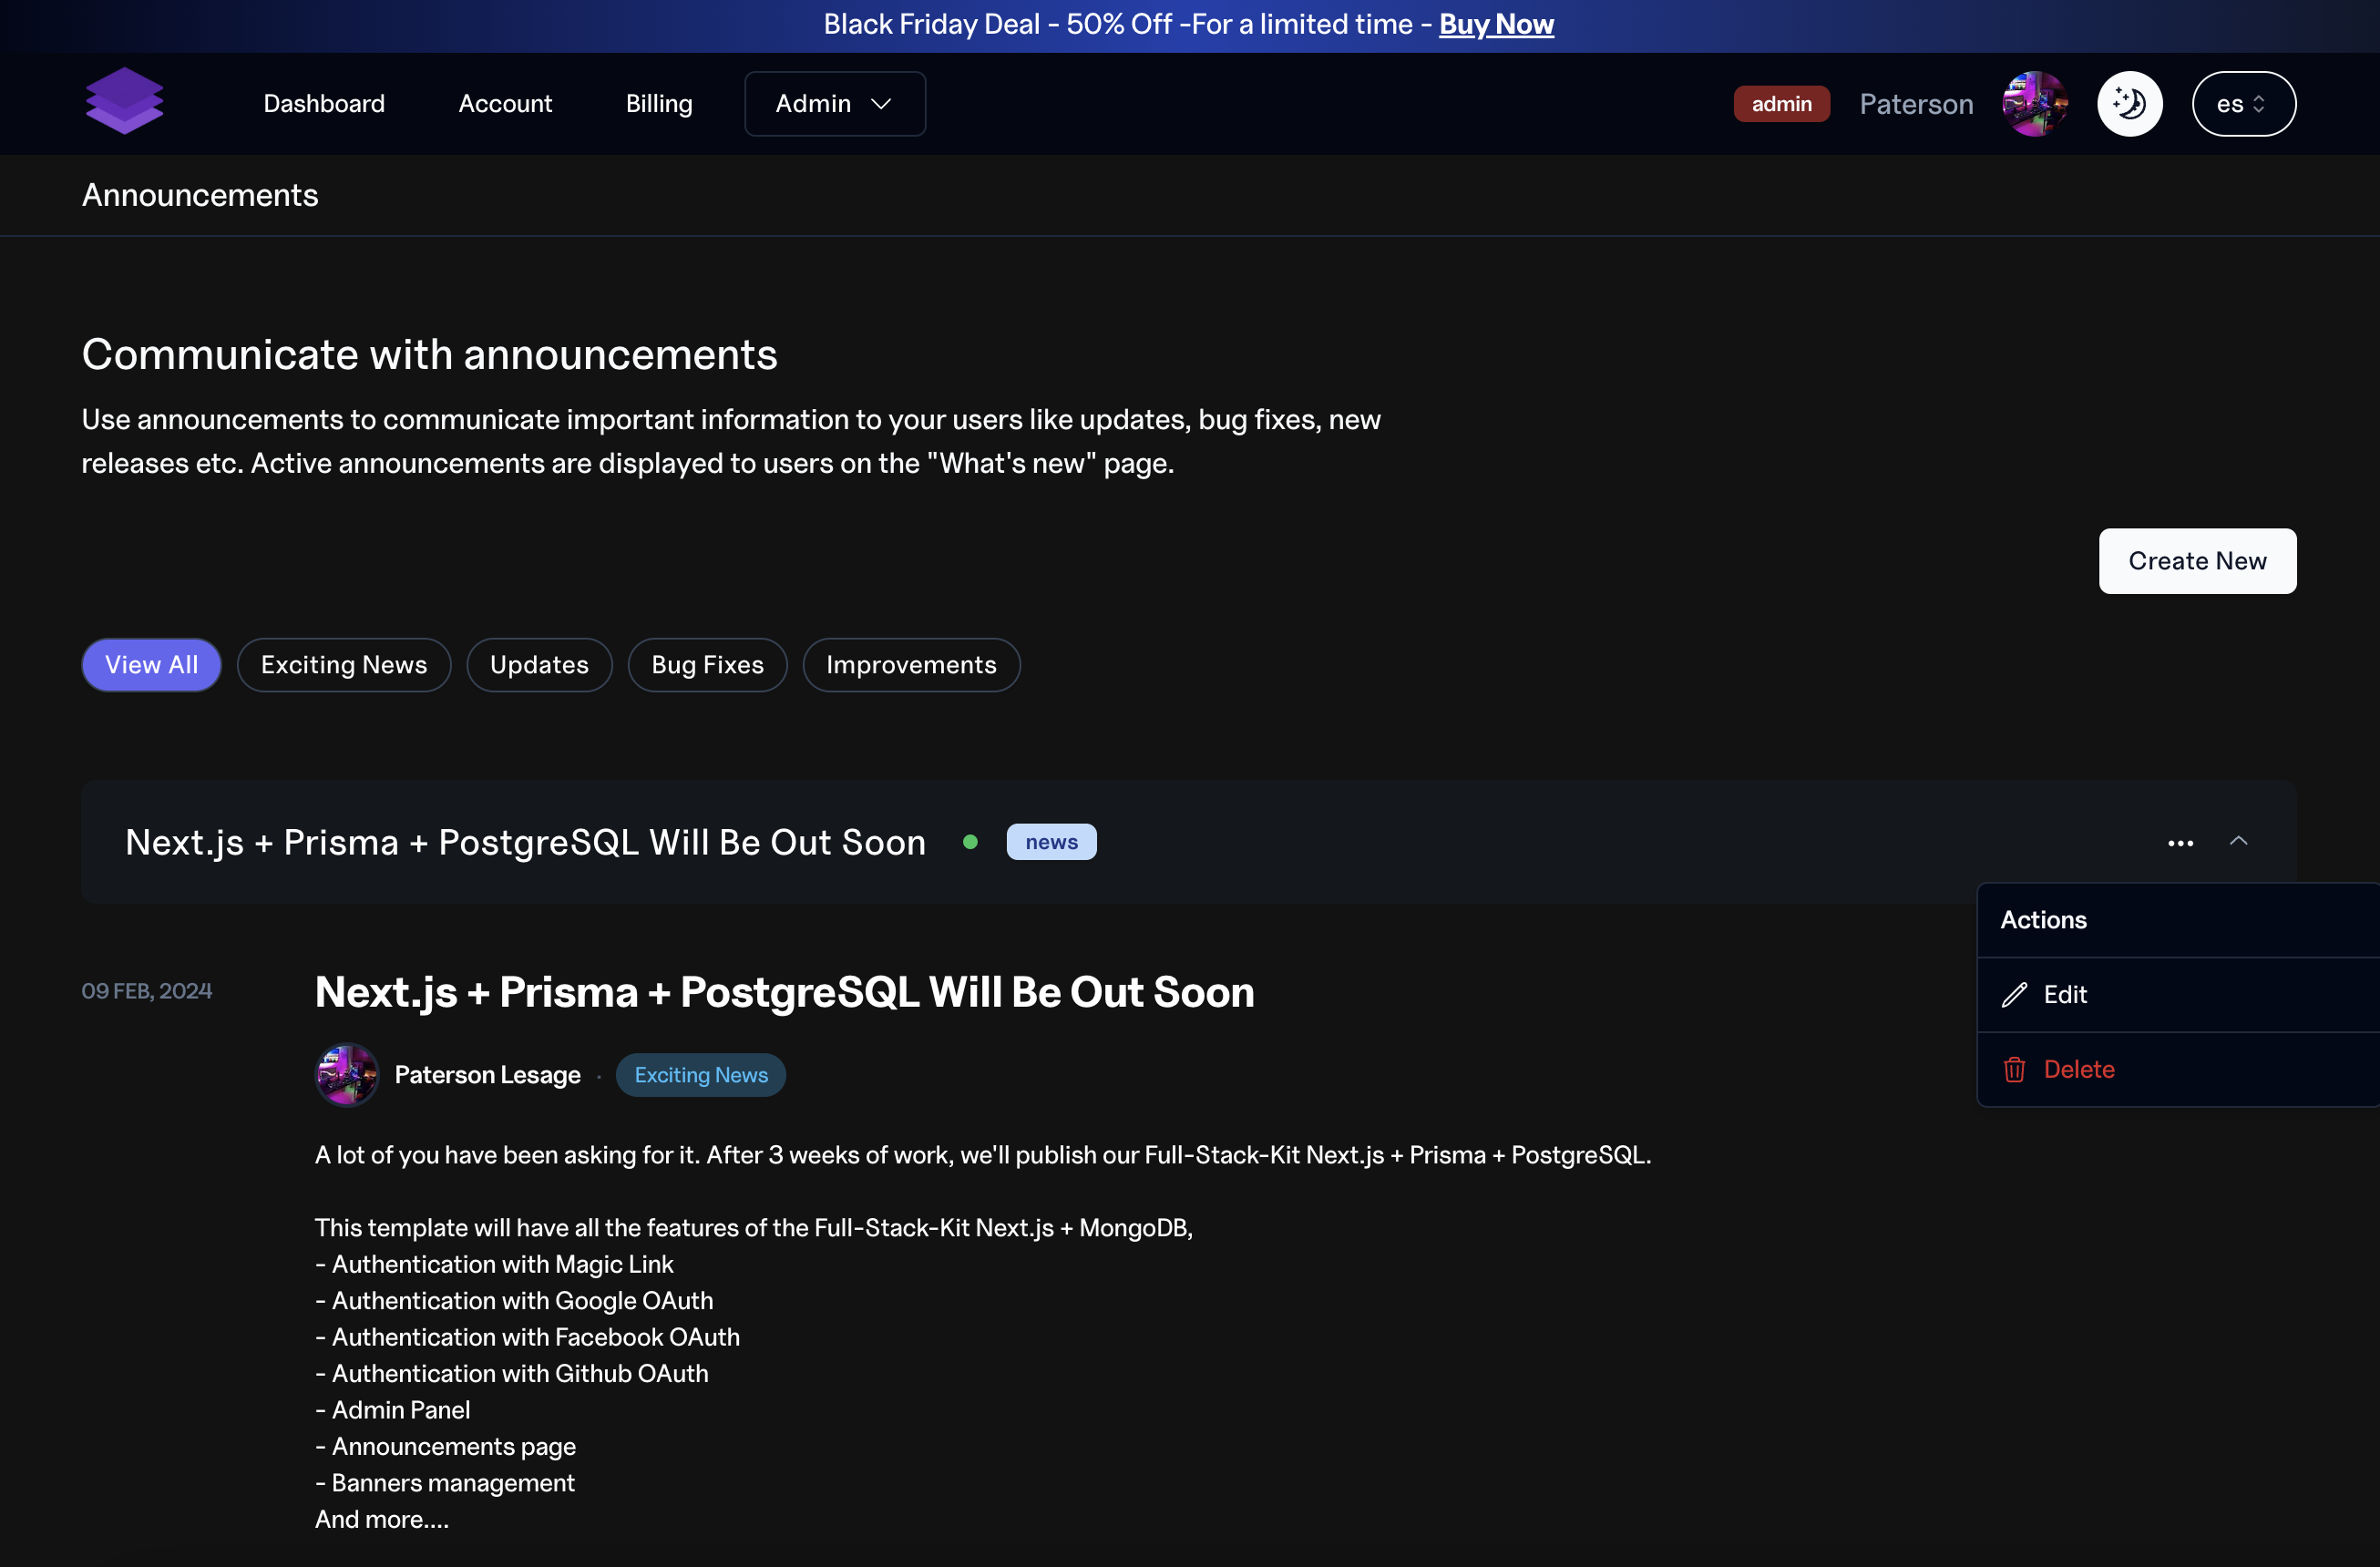 Black Friday Deal - 50% Off -For a limited time - Buy Now
Dashboard Account Billing Admin admin Paterson es
Announcements
Communicate with announcements
Use announcements to communicate important information to your users like updates, bug fixes, new
releases etc. Active announcements are displayed to users on the "What's new" page.
Create New
View All Exciting News Updates Bug Fixes Improvements
Next.js + Prisma + PostgreSQL Will Be Out Soon news
Actions
Edit
Delete
09 FEB, 2024
Next.js + Prisma + PostgreSQL Will Be Out Soon
Paterson Lesage · Exciting News
A lot of you have been asking for it. After 3 weeks of work, we'll publish our Full-Stack-Kit Next.js + Prisma + PostgreSQL.
This template will have all the features of the Full-Stack-Kit Next.js + MongoDB,
- Authentication with Magic Link
- Authentication with Google OAuth
- Authentication with Facebook OAuth
- Authentication with Github OAuth
- Admin Panel
- Announcements page
- Banners management
And more....